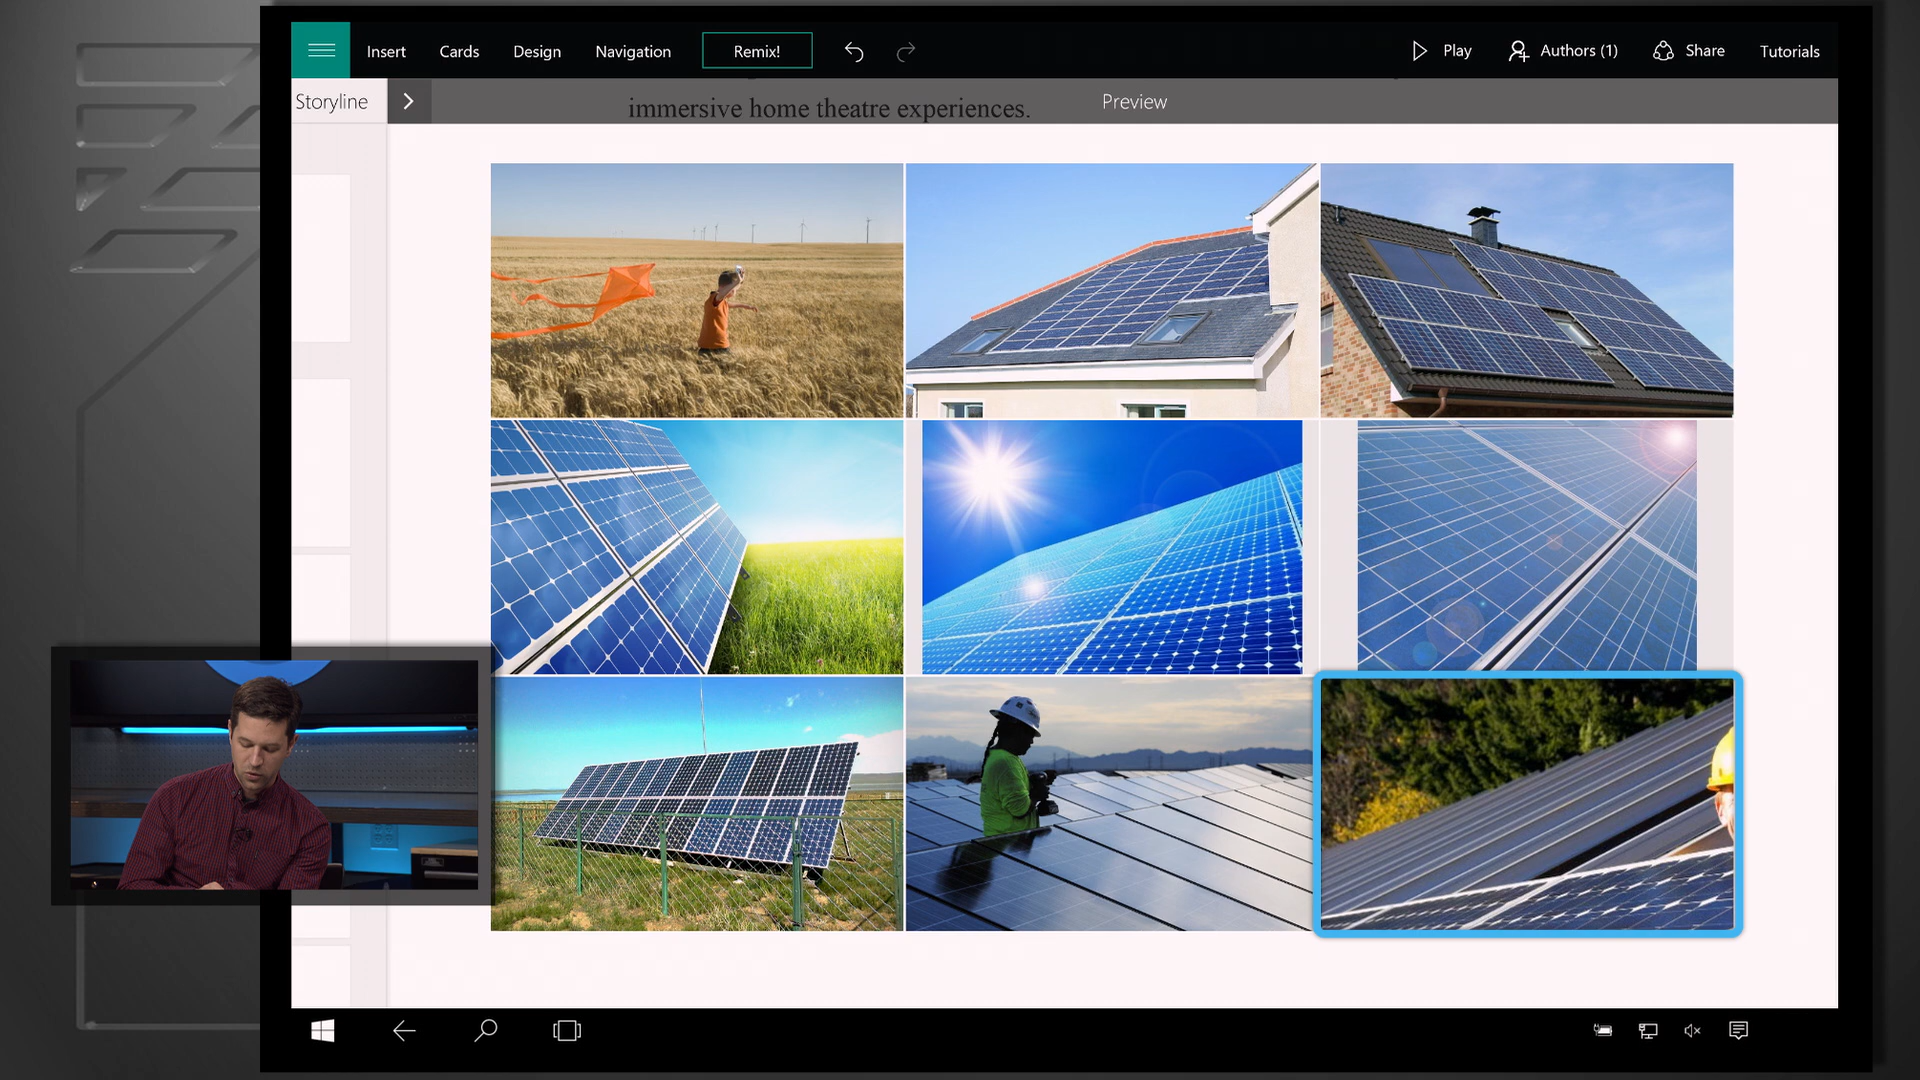 Insert Cards Design Navigation Remix! Play Authors (1) Share Tutorials
Storyline
Preview
immersive home theatre experiences.